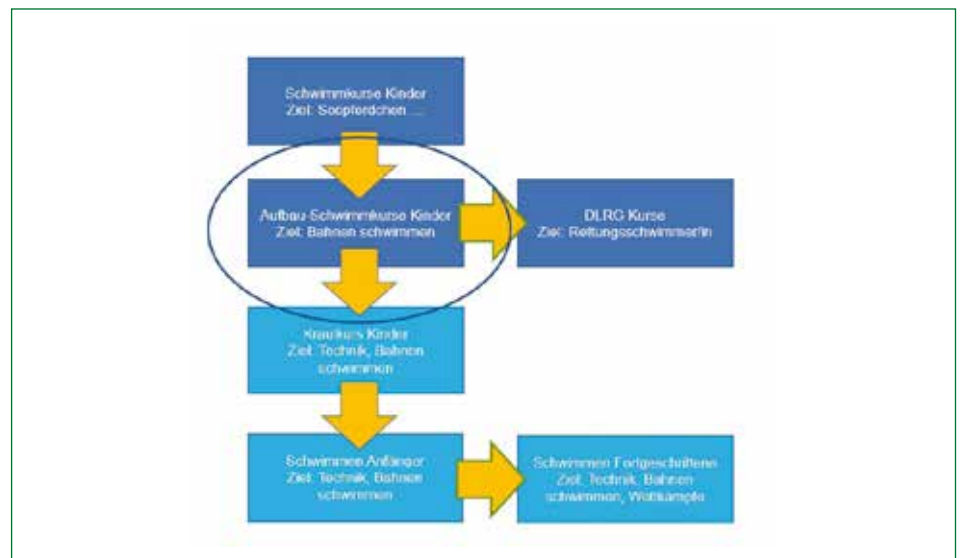 Schwimmkurse Kinder
Ziel: Seepferdchen ...
Aufbau-Schwimmkurse Kinder
Ziel: Bahnen schwimmen
DLRG Kurse
Ziel: Rettungsschwimmer/in
Kraulkurs Kinder
Ziel: Technik, Bahnen
schwimmen
Schwimmen Anfänger
Ziel: Technik, Bahnen
schwimmen
Schwimmen Fortgeschrittene
Ziel: Technik, Bahnen
schwimmen, Wettkämpfe